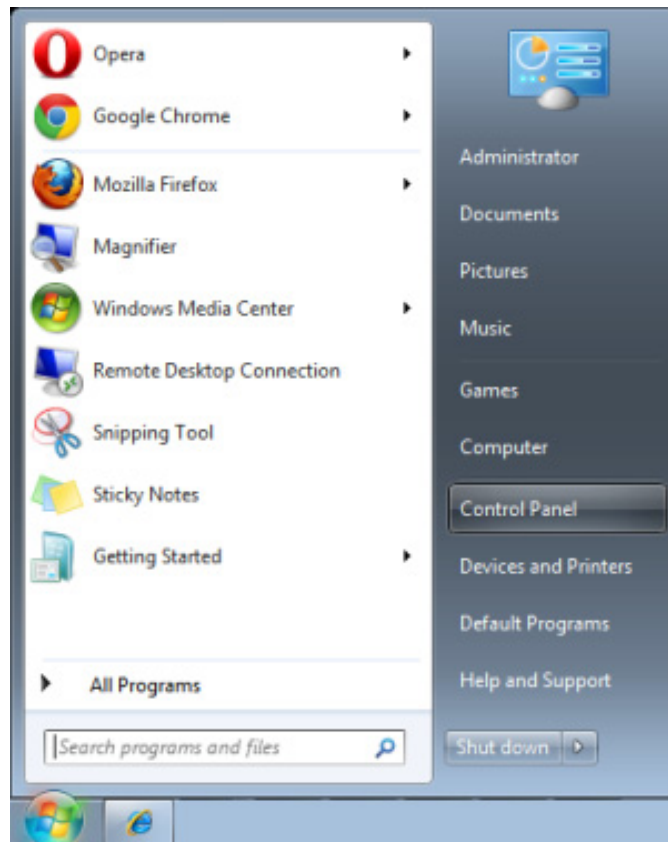 Opera
Google Chrome
Mozilla Firefox
Magnifier
Windows Media Center
Remote Desktop Connection
Snipping Tool
Sticky Notes
Getting Started
All Programs
Search programs and files
Administrator
Documents
Pictures
Music
Games
Computer
Control Panel
Devices and Printers
Default Programs
Help and Support
Shut down